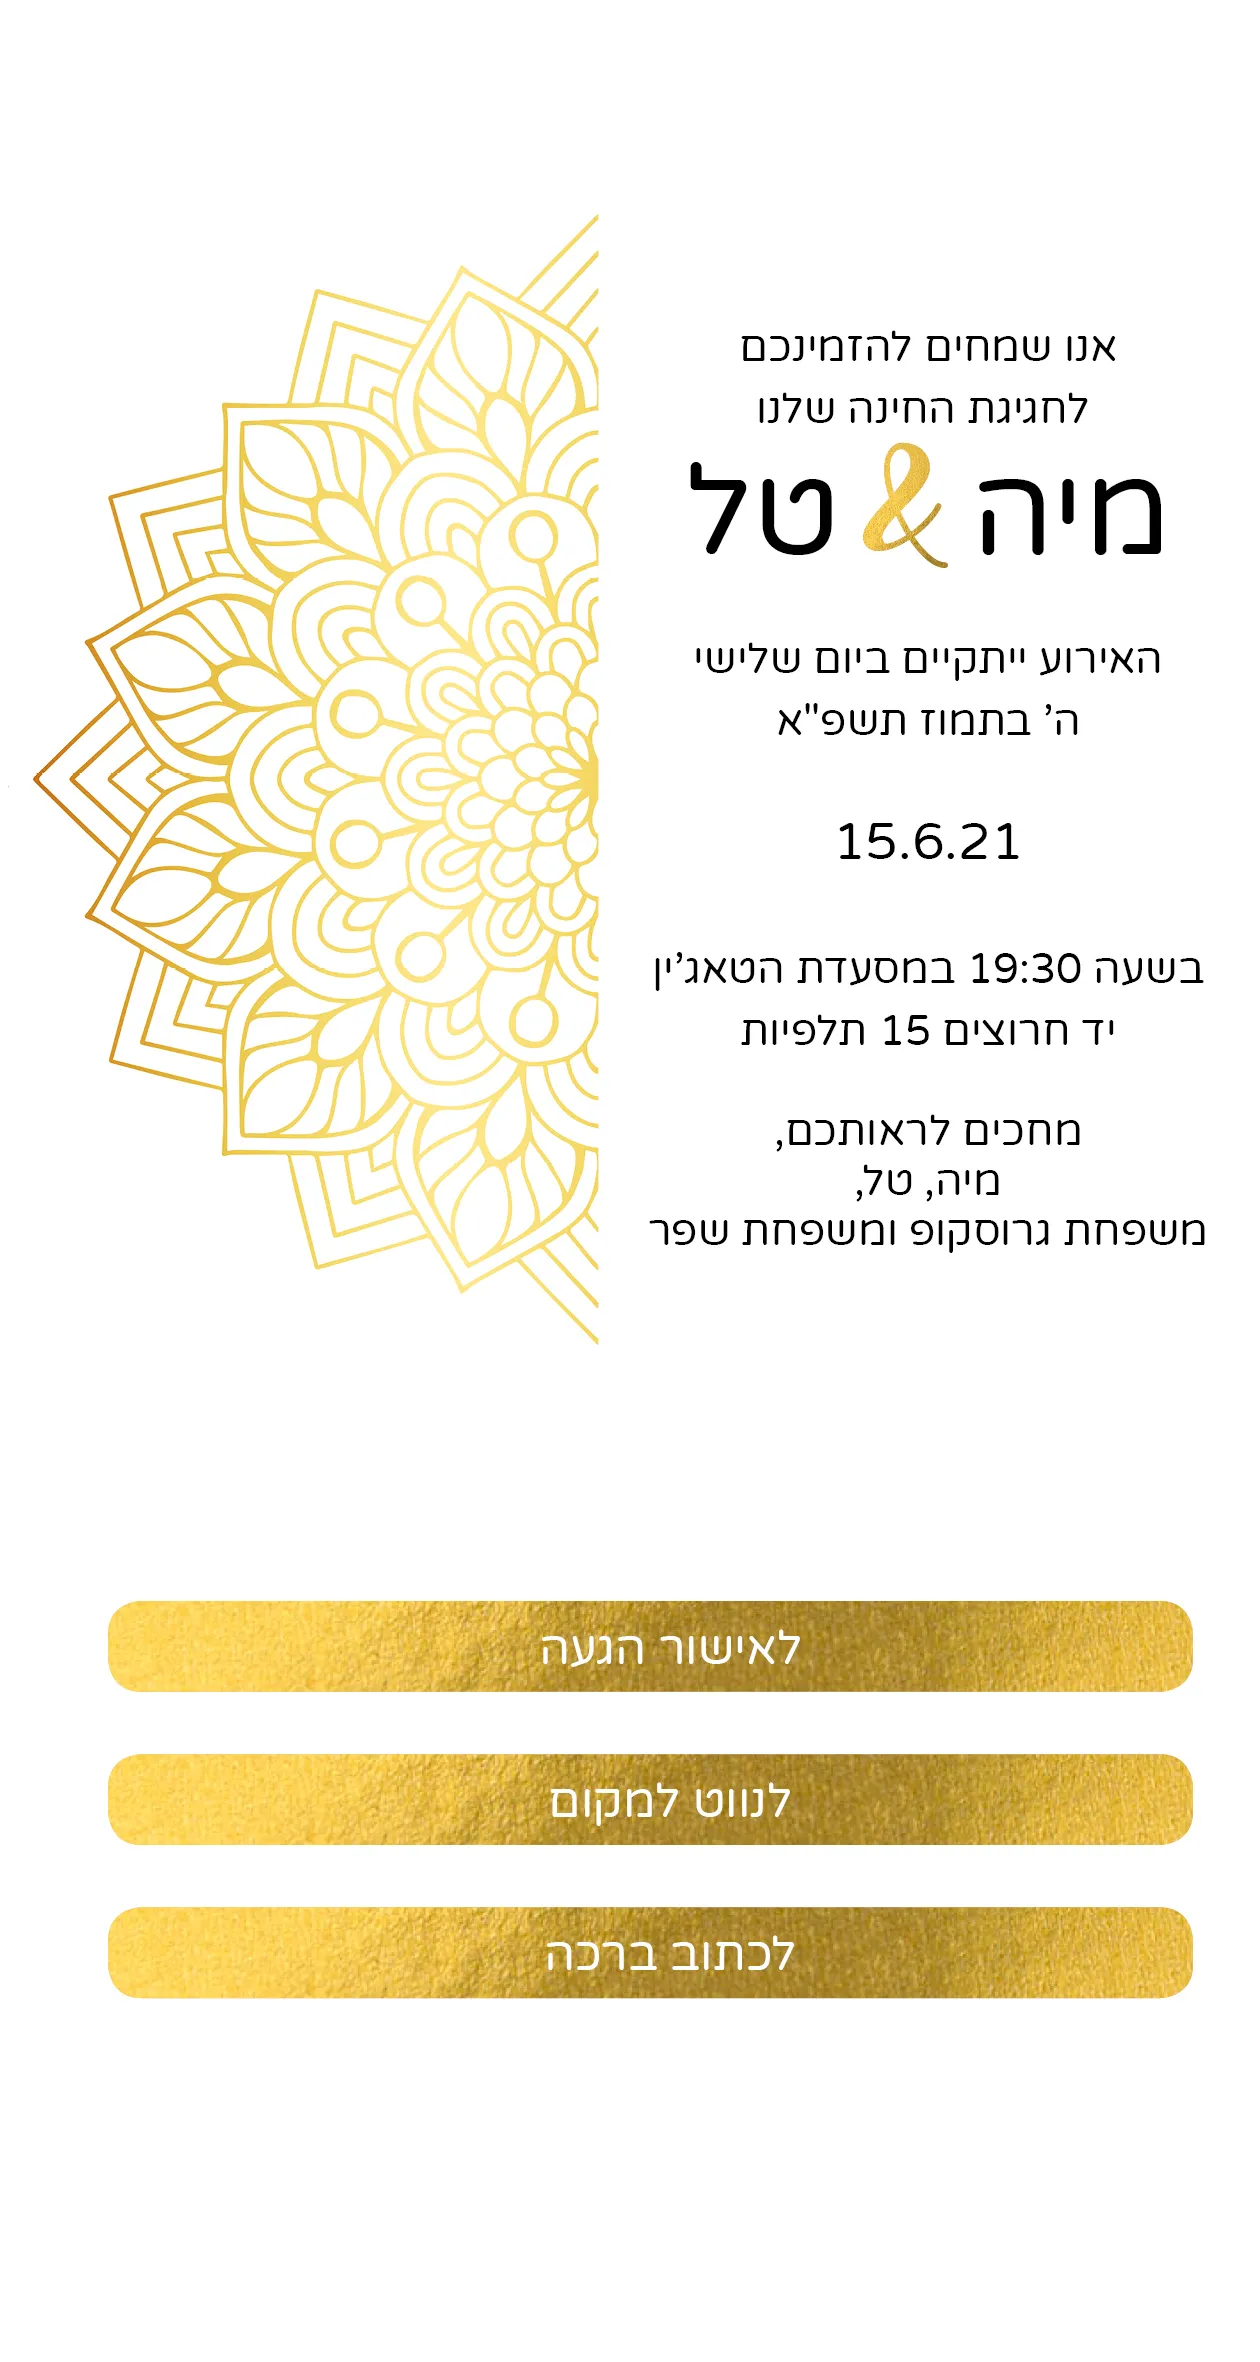 אנו שמחים להזמינכם
לחגיגת החינה שלנו
מיה & טל
האירוע ייתקיים ביום שלישי
ה' בתמוז תשפ"א
15.6.21
בשעה 19:30 במסעדת הטאג'ין
יד חרוצים 15 תלפיות
מחכים לראותכם,
מיה, טל,
משפחת גרוסקופ ומשפחת שפר
לאישור הגעה
לנווט למקום
לכתוב ברכה